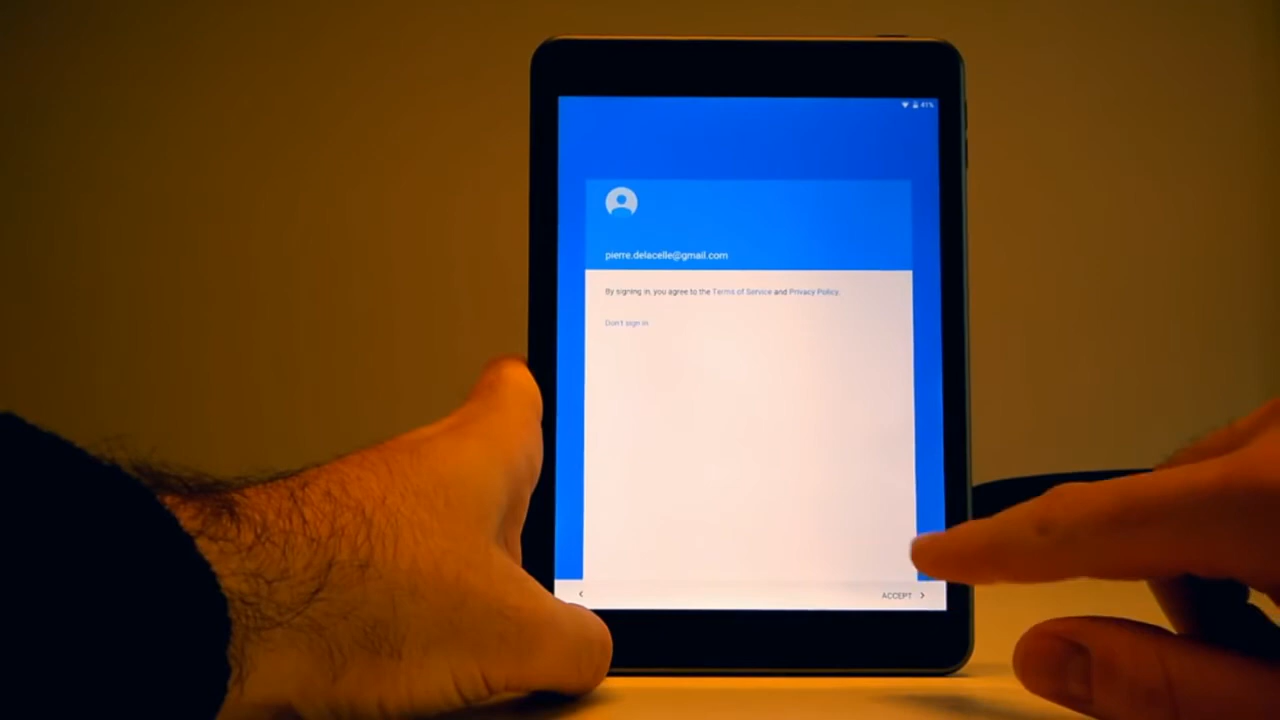 41%
pierre.delacelle@gmail.com
By signing in, you agree to the Terms of Service and Privacy Policy.
Don't sign in
ACCEPT